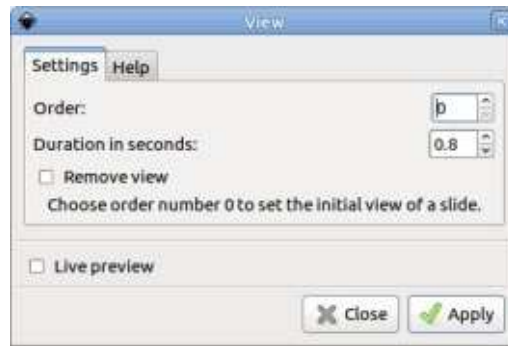 View
Settings Help
Order: 0
Duration in seconds: 0.8
Remove view
Choose order number 0 to set the initial view of a slide.
Live preview
Close Apply